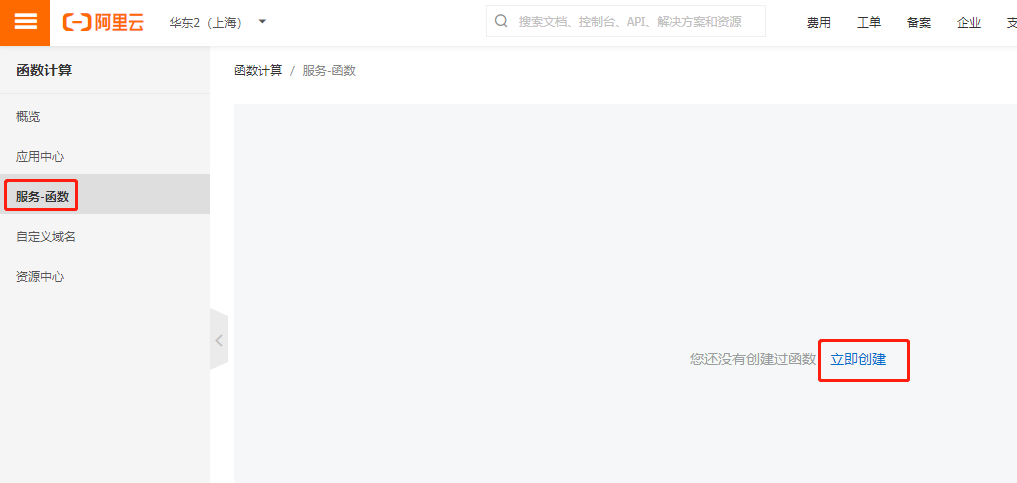 阿里云 华东2（上海） 搜索文档、控制台、API、解决方案和资源 费用 工单 备案 企业 支
函数计算
函数计算 / 服务-函数
概览
应用中心
服务-函数
自定义域名
资源中心
您还没有创建过函数 立即创建